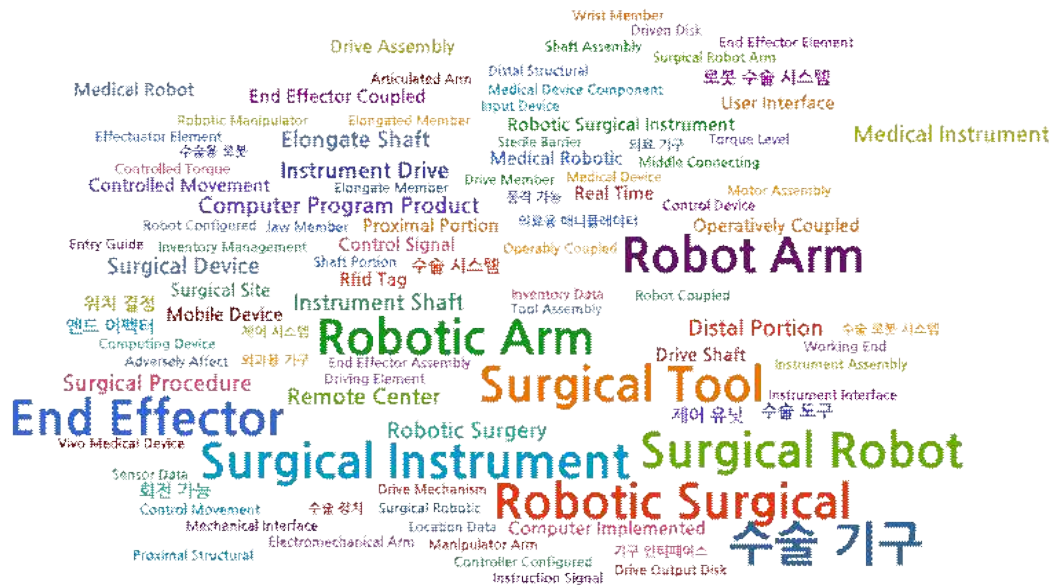 Wrist Member
Driven Disk
Drive Assembly
Shaft Assembly
End Effector Element
Surgical Robot Arm
Articulated Arm
Distal Structural
로봇 수술 시스템
Medical Robot
End Effector Coupled
Medical Device Component
Input Device
User Interface
Robotic Manipulator
Elongated Member
Robotic Surgical Instrument
Medical Instrument
Effectuator Element
Elongate Shaft
Sterile Barrier
의료 기구
Torque Level
수술용 로봇
Medical Robotic
Middle Connecting
Controlled Torque
Instrument Drive
Controlled Movement
Elongate Member
Drive Member
Medical Device
동작 가능
Real Time
Motor Assembly
Control Device
Computer Program Product
Robot Configured
Jaw Member
Proximal Portion
의료용 매니퓰레이터
Operatively Coupled
Entry Guide
Inventory Management
Control Signal
Operably Coupled
Robot Arm
Surgical Device
Shaft Portion
수술 시스템
Rfid Tag
Surgical Site
위치 결정
Instrument Shaft
Inventory Data
Robot Coupled
Mobile Device
Tool Assembly
엔드 이펙터
제어 시스템
Robotic Arm
Distal Portion
수술 로봇 시스템
Computing Device
Working End
Adversely Affect
외과용 기구
End Effector Assembly
Drive Shaft
Instrument Assembly
Surgical Procedure
Driving Element
Surgical Tool
Remote Center
Instrument Interface
End Effector
제어 유닛
수술 도구
Vivo Medical Device
Robotic Surgery
Surgical Instrument
Surgical Robot
Sensor Data
회전 가능
Drive Mechanism
Robotic Surgical
Control Movement
수술 장치
Surgical Robotic
Mechanical Interface
Location Data
Computer Implemented
수술 기구
Electromechanical Arm
Manipulator Arm
기구 인터페이스
Proximal Structural
Controller Configured
Drive Output Disk
Instruction Signal